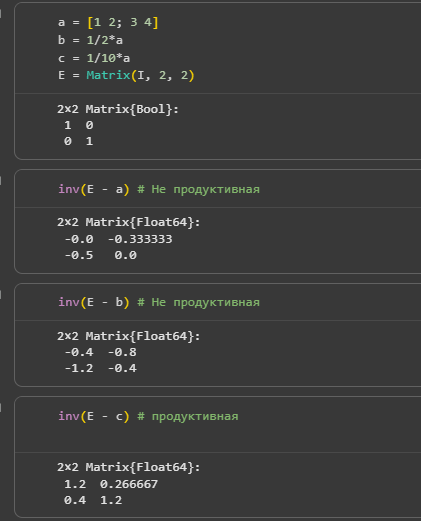 a = [1 2; 3 4]
b = 1/2*a
c = 1/10*a
E = Matrix(I, 2, 2)
2×2 Matrix{Bool}:
1 0
0 1
inv(E - a) # Не продуктивная
2×2 Matrix{Float64}:
-0.0 -0.333333
-0.5 0.0
inv(E - b) # Не продуктивная
2×2 Matrix{Float64}:
-0.4 -0.8
-1.2 -0.4
inv(E - c) # продуктивная
2×2 Matrix{Float64}:
1.2 0.266667
0.4 1.2